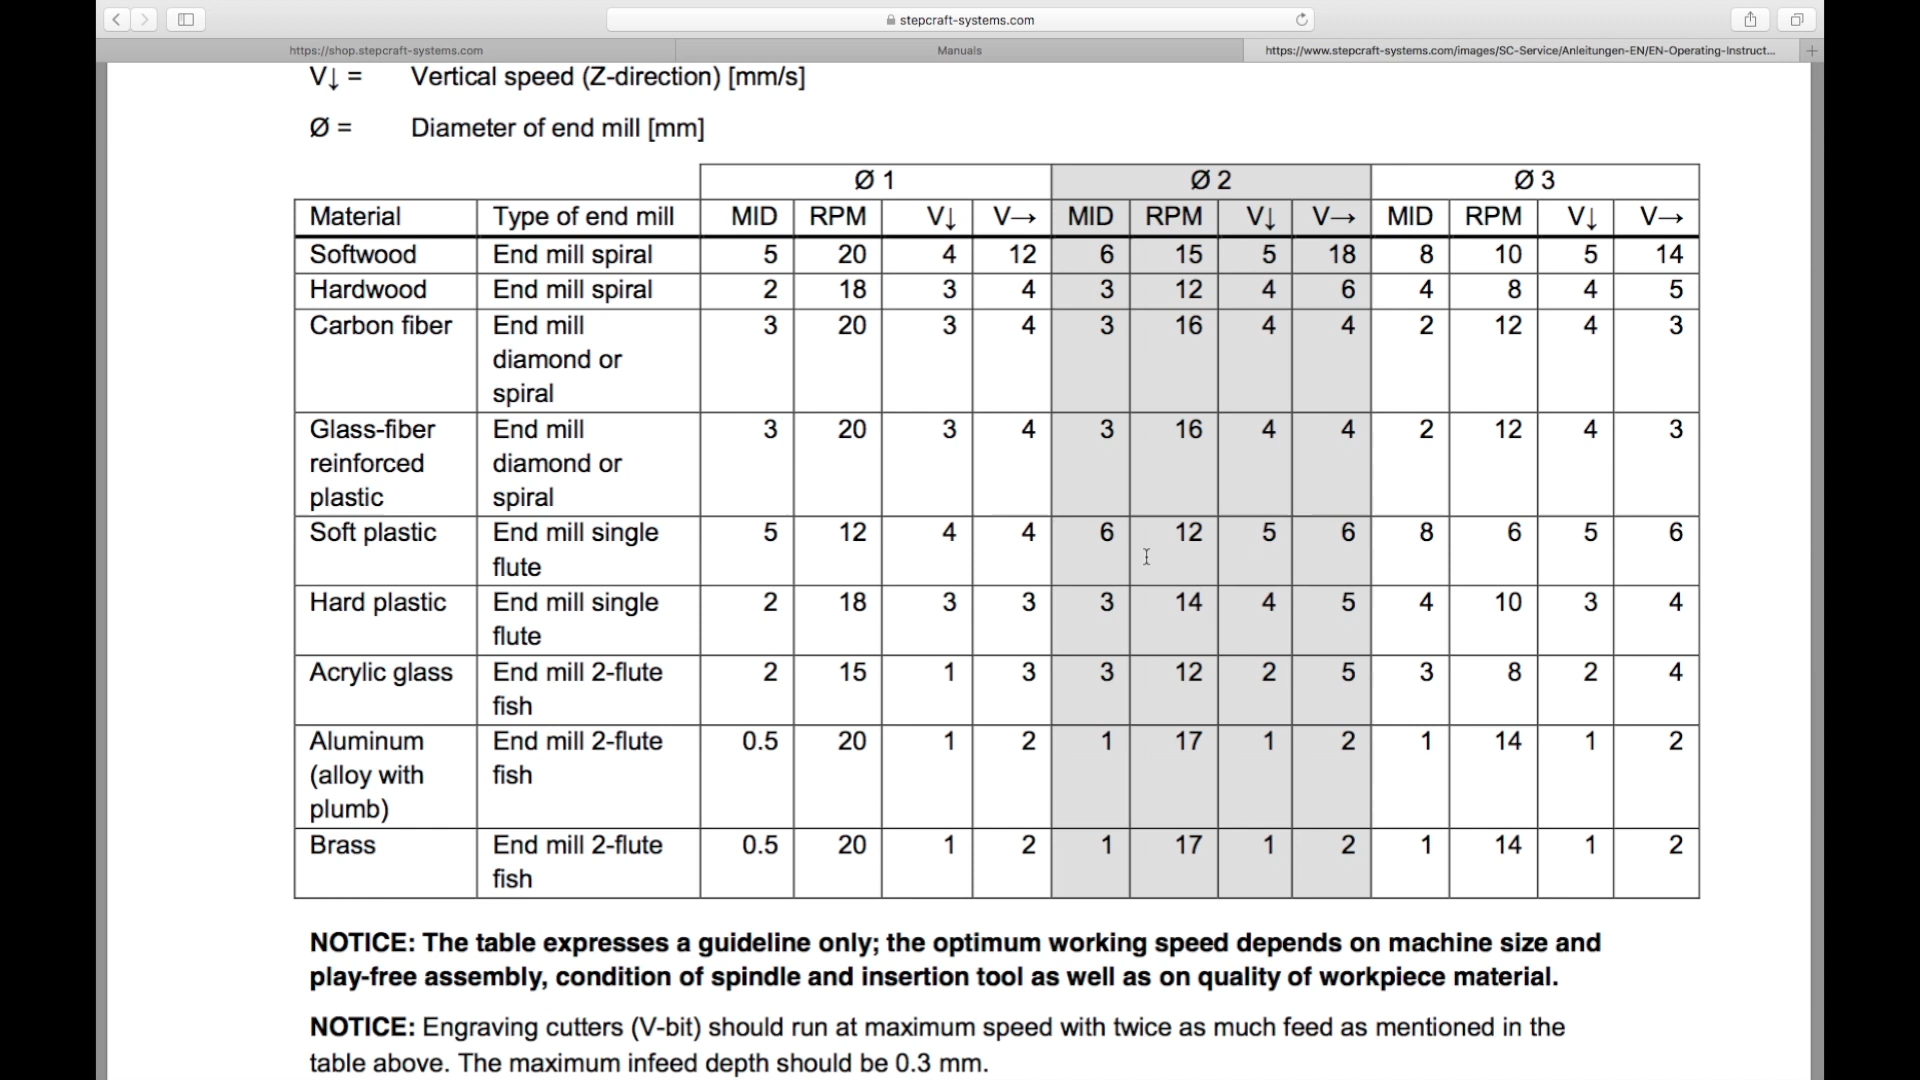 stepcraft-systems.com
https://shop.stepcraft-systems.com
Manuals
https://www.stepcraft-systems.com/images/SC-Service/Anleitungen-EN/EN-Operating-Instruct...
V↓ = Vertical speed (Z-direction) [mm/s]
Ø = Diameter of end mill [mm]
Ø 1 Ø 2 Ø 3
Material Type of end mill MID RPM V↓ V→ MID RPM V↓ V→ MID RPM V↓ V→
Softwood End mill spiral 5 20 4 12 6 15 5 18 8 10 5 14
Hardwood End mill spiral 2 18 3 4 3 12 4 6 4 8 4 5
Carbon fiber End mill 3 20 3 4 3 16 4 4 2 12 4 3
diamond or
spiral
Glass-fiber End mill 3 20 3 4 3 16 4 4 2 12 4 3
reinforced diamond or
plastic spiral
Soft plastic End mill single 5 12 4 4 6 12 5 6 8 6 5 6
flute
Hard plastic End mill single 2 18 3 3 3 14 4 5 4 10 3 4
flute
Acrylic glass End mill 2-flute 2 15 1 3 3 12 2 5 3 8 2 4
fish
Aluminum End mill 2-flute 0.5 20 1 2 1 17 1 2 1 14 1 2
(alloy with fish
plumb)
Brass End mill 2-flute 0.5 20 1 2 1 17 1 2 1 14 1 2
fish
NOTICE: The table expresses a guideline only; the optimum working speed depends on machine size and
play-free assembly, condition of spindle and insertion tool as well as on quality of workpiece material.
NOTICE: Engraving cutters (V-bit) should run at maximum speed with twice as much feed as mentioned in the
table above. The maximum infeed depth should be 0.3 mm.